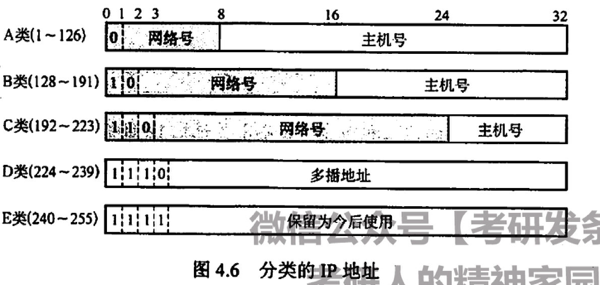 0 1 2 3 8 16 24 32
A类(1～126) 0 网络号 主机号
B类(128～191) 1 0 网络号 主机号
C类(192～223) 1 1 0 网络号 主机号
D类(224～239) 1 1 1 0 多播地址
E类(240～255) 1 1 1 1 保留为今后使用
微信公众号【考研发条
图 4.6 分类的 IP 地址
考研人的精神家园